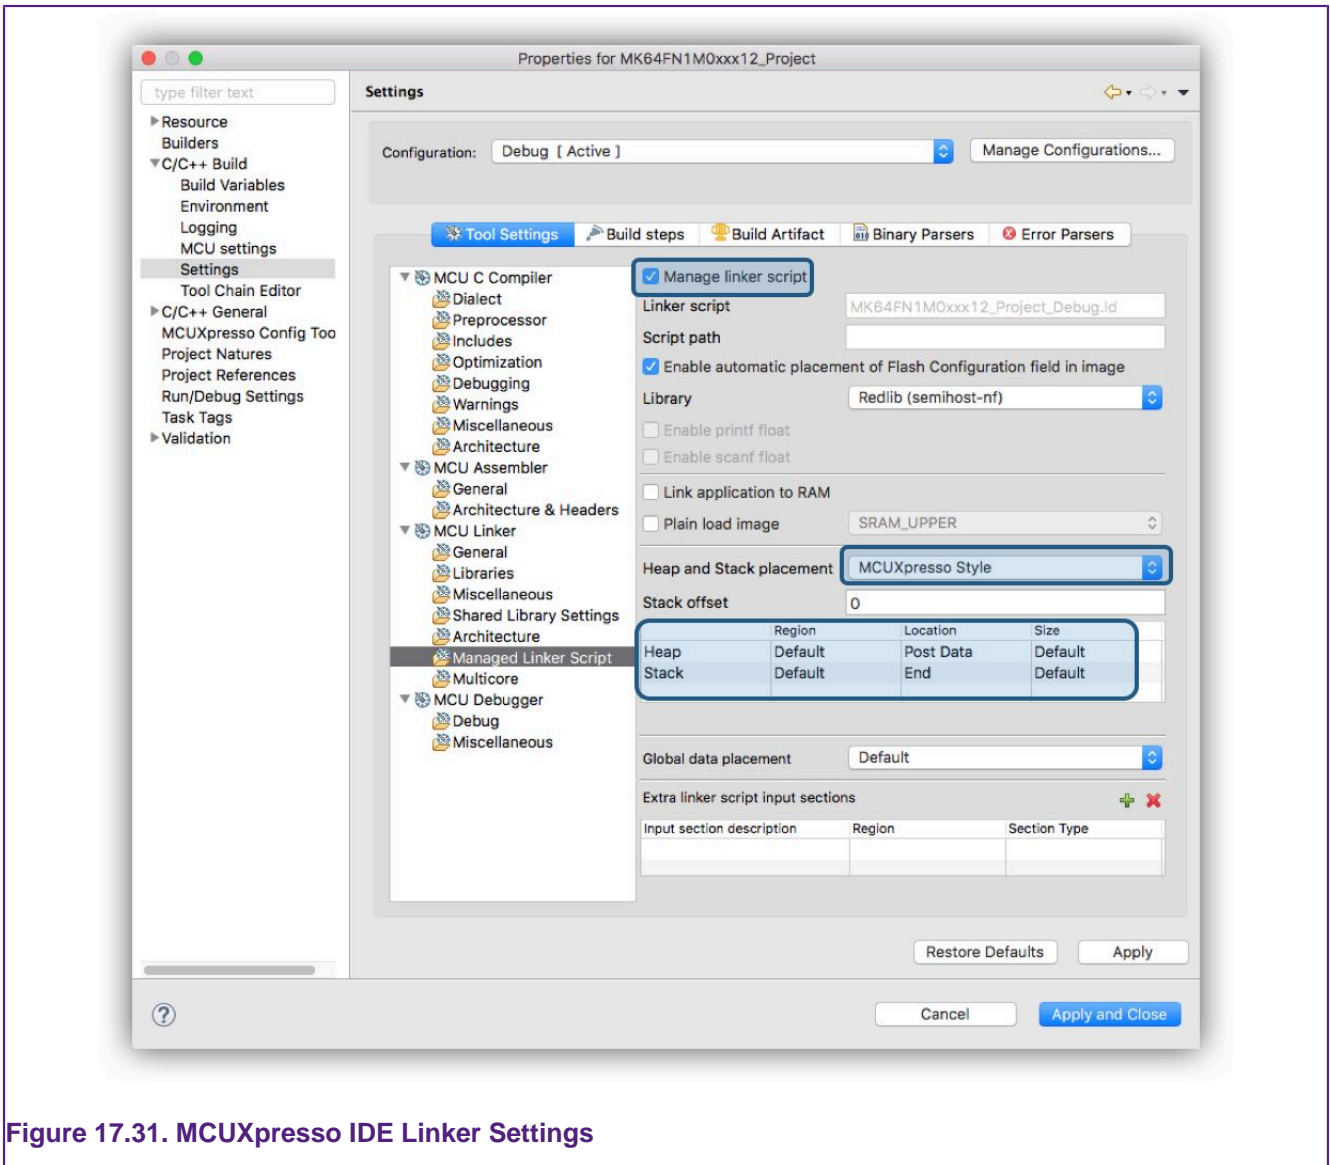 Properties for MK64FN1M0xxx12_Project
type filter text
Settings
Resource
Builders
C/C++ Build
Build Variables
Environment
Logging
MCU settings
Settings
Tool Chain Editor
C/C++ General
MCUXpresso Config Too
Project Natures
Project References
Run/Debug Settings
Task Tags
Validation
Configuration: Debug [ Active ] Manage Configurations...
Tool Settings Build steps Build Artifact Binary Parsers Error Parsers
MCU C Compiler
Dialect
Preprocessor
Includes
Optimization
Debugging
Warnings
Miscellaneous
Architecture
MCU Assembler
General
Architecture & Headers
MCU Linker
General
Libraries
Miscellaneous
Shared Library Settings
Architecture
Managed Linker Script
Multicore
MCU Debugger
Debug
Miscellaneous
Manage linker script
Linker script MK64FN1M0xxx12_Project_Debug.ld
Script path
Enable automatic placement of Flash Configuration field in image
Library Redlib (semihost-nf)
Enable printf float
Enable scanf float
Link application to RAM
Plain load image SRAM_UPPER
Heap and Stack placement MCUXpresso Style
Stack offset 0
Region Location Size
Heap Default Post Data Default
Stack Default End Default
Global data placement Default
Extra linker script input sections
Input section description Region Section Type
Restore Defaults Apply
? Cancel Apply and Close
Figure 17.31. MCUXpresso IDE Linker Settings